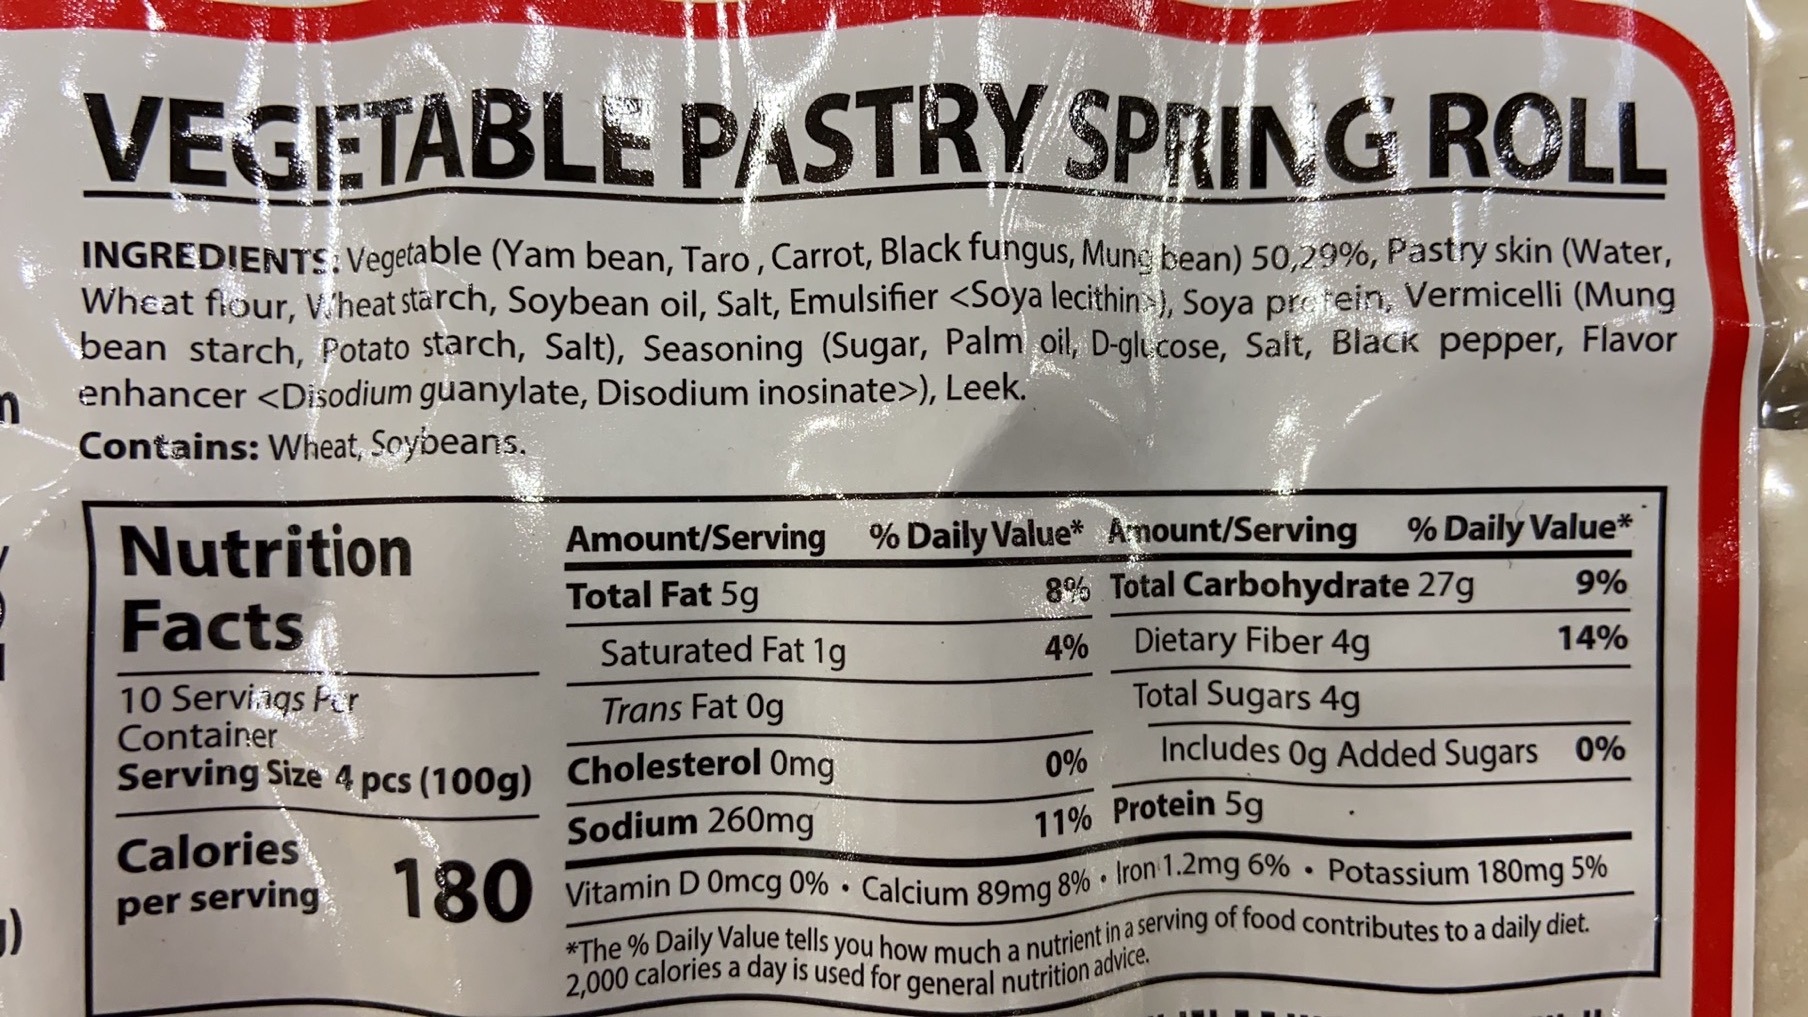 VEGETABLE PASTRY SPRING ROLL
INGREDIENTS: Vegetable (Yam bean, Taro , Carrot, Black fungus, Mung bean) 50,29%, Pastry skin (Water,
Wheat flour, Wheat starch, Soybean oil, Salt, Emulsifier <Soya lecithin>), Soya protein, Vermicelli (Mung
bean starch, Potato starch, Salt), Seasoning (Sugar, Palm oil, D-glucose, Salt, Black pepper, Flavor
enhancer <Disodium guanylate, Disodium inosinate>), Leek.
Contains: Wheat, Soybeans.
Nutrition
Facts
10 Servings Per
Container
Serving Size 4 pcs (100g)
Calories
per serving 180
Amount/Serving % Daily Value*
Total Fat 5g 8%
Saturated Fat 1g 4%
Trans Fat 0g
Cholesterol 0mg 0%
Sodium 260mg 11%
Amount/Serving % Daily Value*
Total Carbohydrate 27g 9%
Dietary Fiber 4g 14%
Total Sugars 4g
Includes 0g Added Sugars 0%
Protein 5g
Vitamin D 0mcg 0% • Calcium 89mg 8% • Iron 1.2mg 6% • Potassium 180mg 5%
*The % Daily Value tells you how much a nutrient in a serving of food contributes to a daily diet.
2,000 calories a day is used for general nutrition advice.